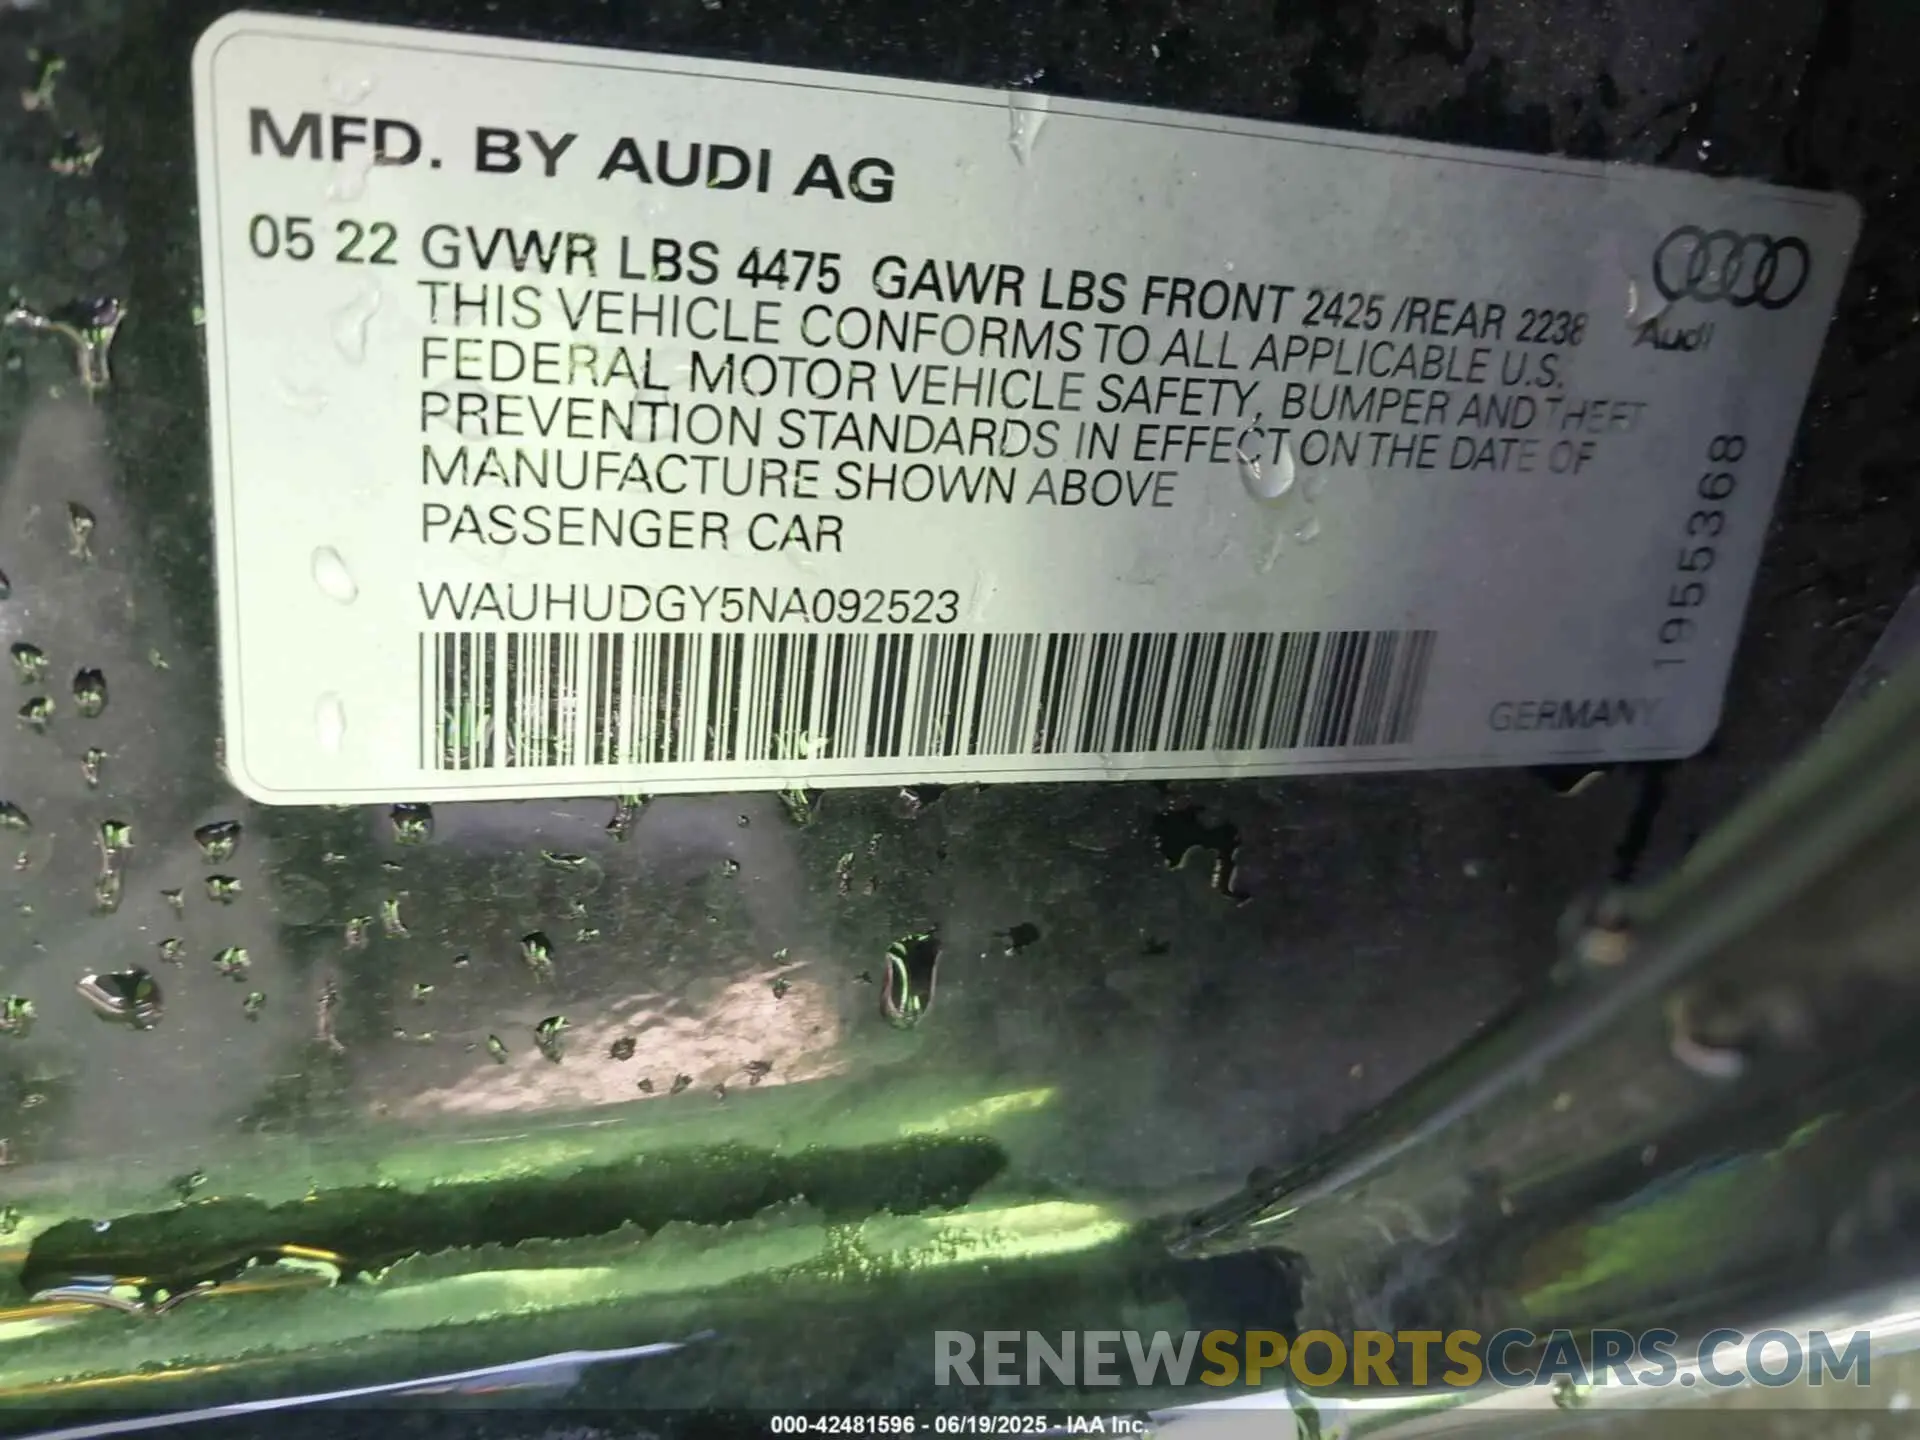 MFD. BY AUDI AG
05 22 GVWR LBS 4475 GAWR LBS FRONT 2425 /REAR 2238
THIS VEHICLE CONFORMS TO ALL APPLICABLE U.S.
FEDERAL MOTOR VEHICLE SAFETY, BUMPER AND THEFT
PREVENTION STANDARDS IN EFFECT ON THE DATE OF
MANUFACTURE SHOWN ABOVE
PASSENGER CAR
WAUHUDGY5NA092523
Audi
1955368
GERMANY
RENEWSPORTSCARS.COM
000-42481596 - 06/19/2025 - IAA Inc.